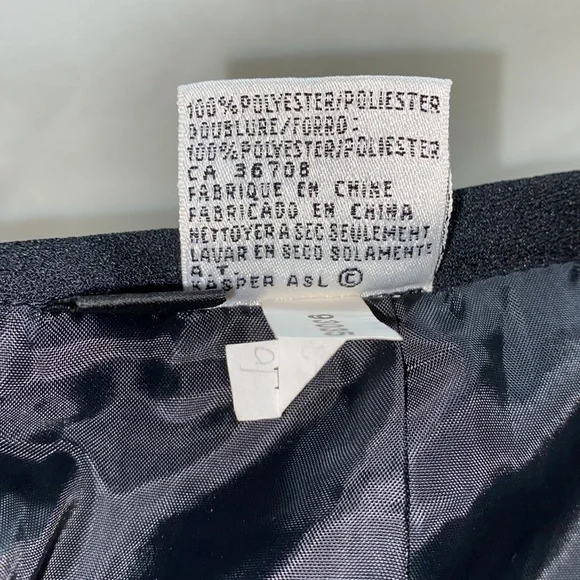 100%POLYESTER/POLIESTER
DOUBLURE/FORRO:
100%POLYESTER/POLIESTER
CA 36708
FABRIQUE EN CHINE
FABRICADO EN CHINA
NETTOYER A SEC SEULEMENT
LAVAR EN SECO SOLAMENTE
A.T.
KASPER ASL ©